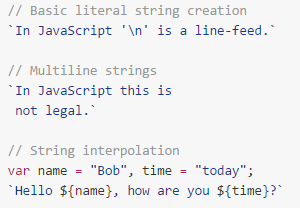 // Basic literal string creation
`In JavaScript '\n' is a line-feed.`
// Multiline strings
`In JavaScript this is
 not legal.`
// String interpolation
var name = "Bob", time = "today";
`Hello ${name}, how are you ${time}?`